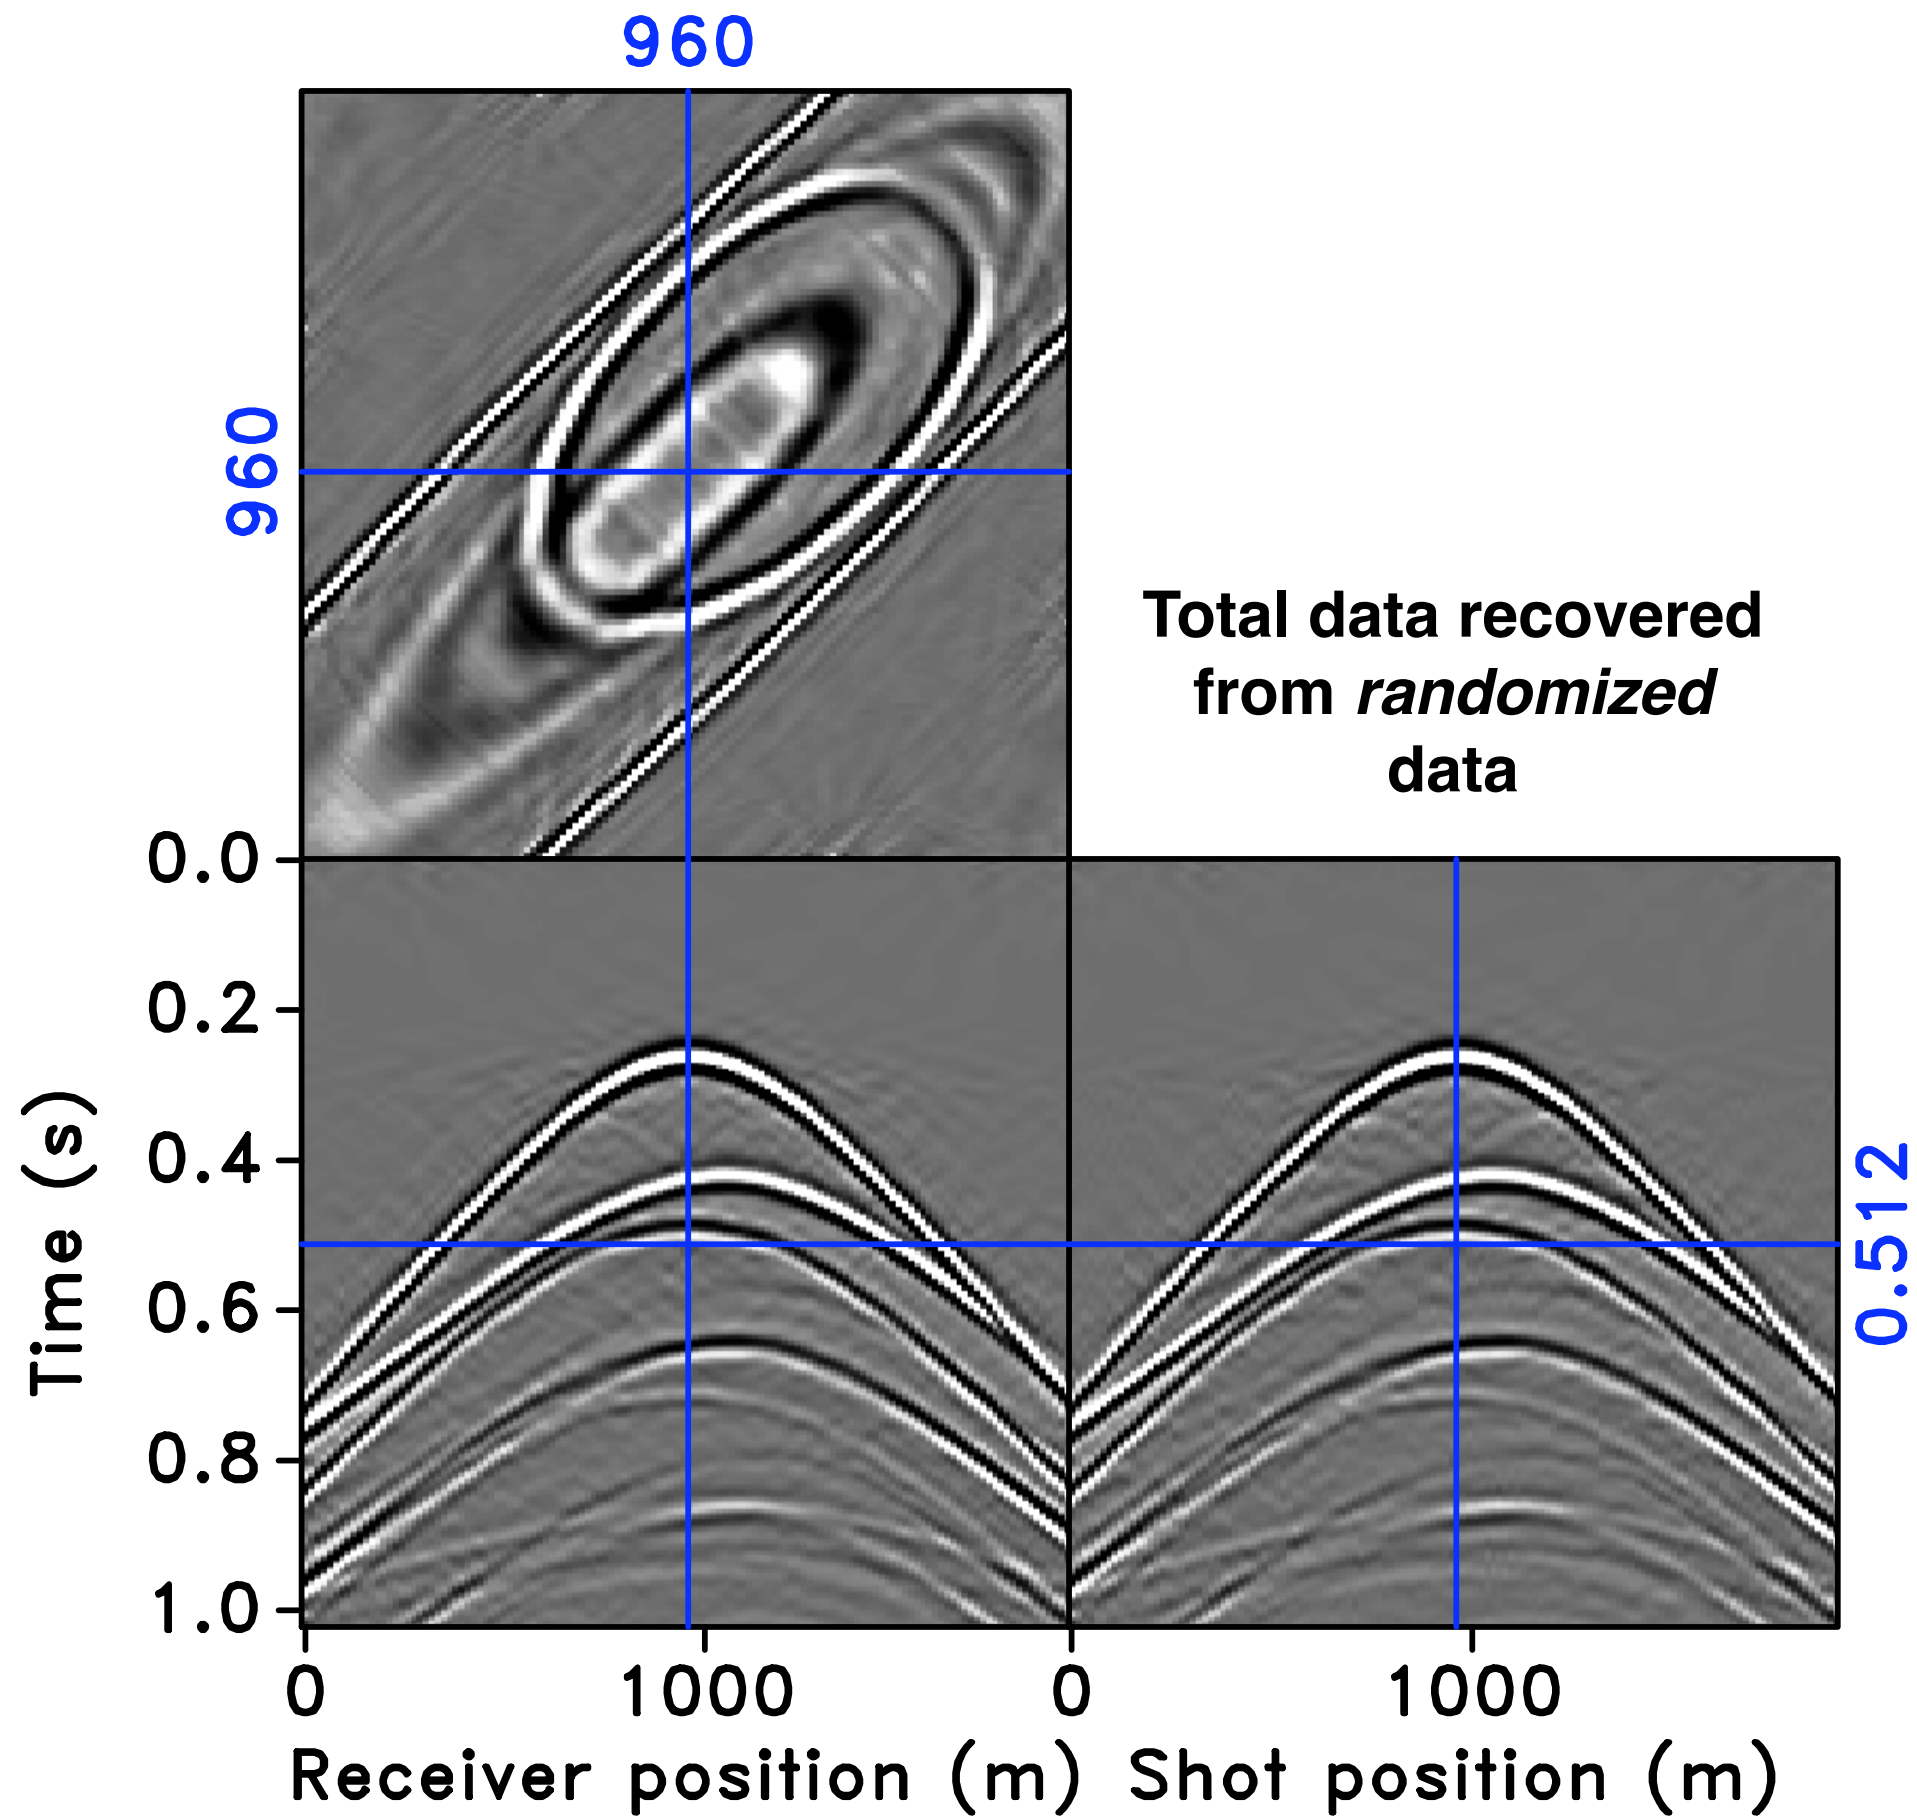 960
960
Total data recovered
from randomized
data
0.0
0.2
0.4
0.6
0.8
1.0
Time (s)
0.512
0 1000 0 1000
Receiver position (m) Shot position (m)